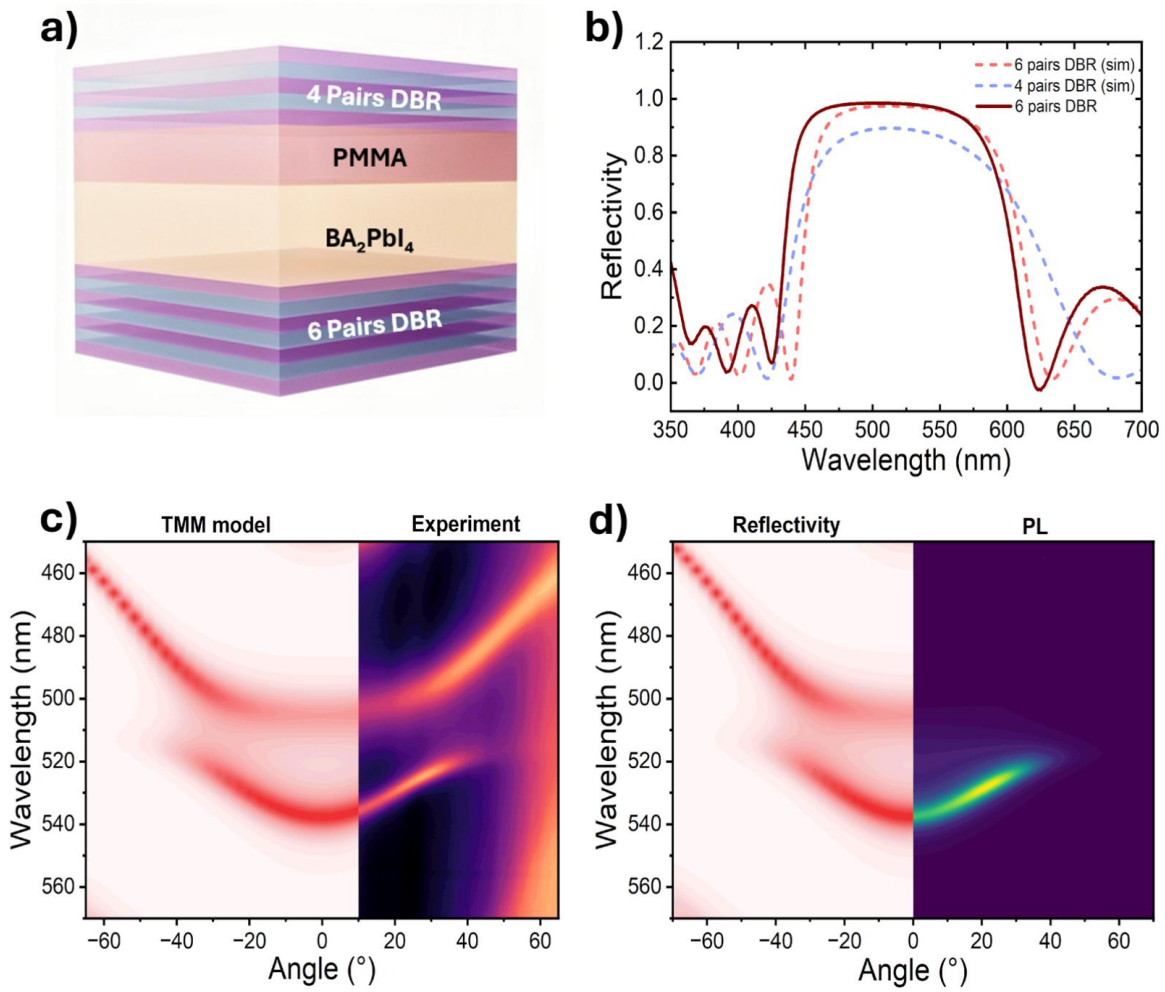 a)
4 Pairs DBR
PMMA
BA₂PbI₄
6 Pairs DBR
b)
1.2
1.0
0.8
0.6
0.4
0.2
0.0
Reflectivity
6 pairs DBR (sim)
4 pairs DBR (sim)
6 pairs DBR
350 400 450 500 550 600 650 700
Wavelength (nm)
c)
TMM model Experiment
460
480
500
520
540
560
Wavelength (nm)
−60 −40 −20 0 20 40 60
Angle (°)
d)
Reflectivity PL
460
480
500
520
540
560
Wavelength (nm)
−60 −40 −20 0 20 40 60
Angle (°)